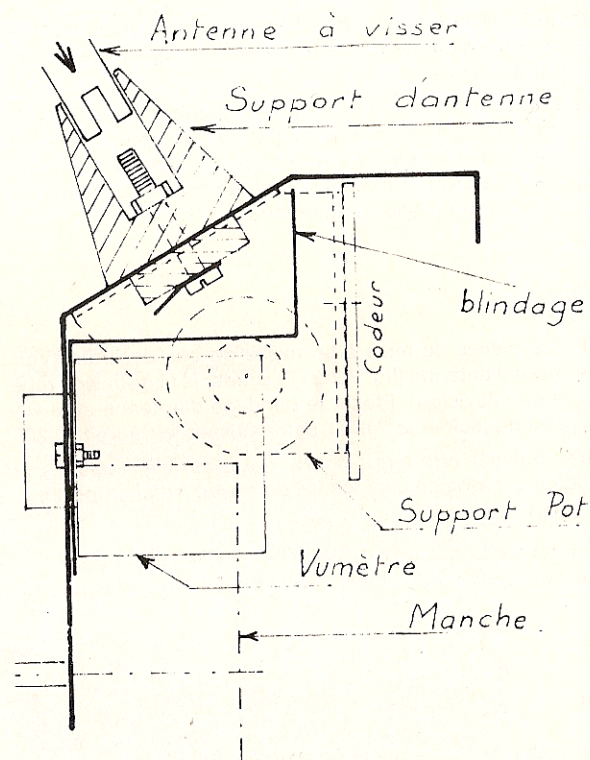 Antenne à visser
Support d'antenne
blindage
Codeur
Support Pot
Vumètre
Manche